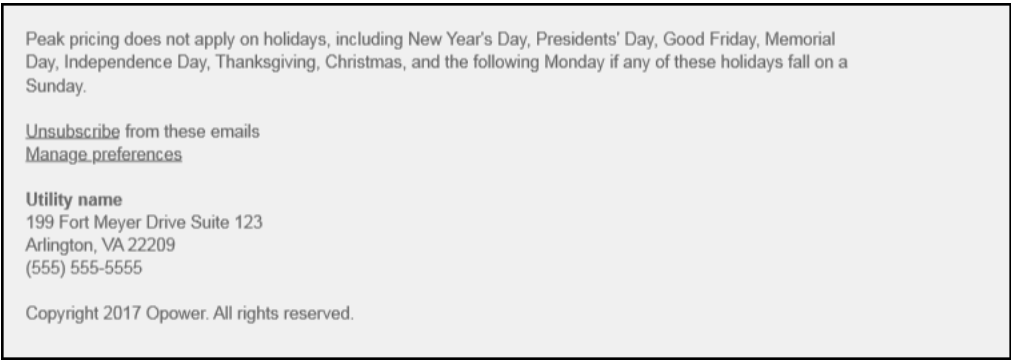 Peak pricing does not apply on holidays, including New Year's Day, Presidents' Day, Good Friday, Memorial
Day, Independence Day, Thanksgiving, Christmas, and the following Monday if any of these holidays fall on a
Sunday.
Unsubscribe from these emails
Manage preferences
Utility name
199 Fort Meyer Drive Suite 123
Arlington, VA 22209
(555) 555-5555
Copyright 2017 Opower. All rights reserved.